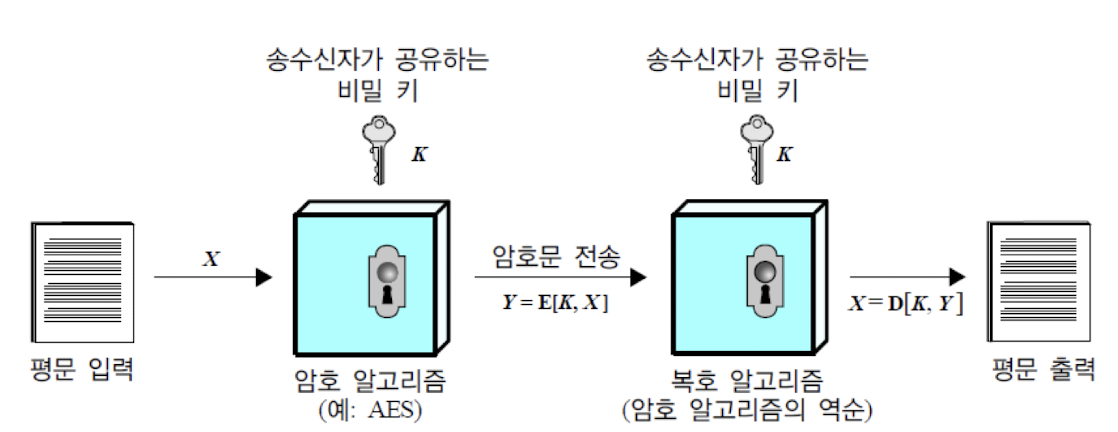 송수신자가 공유하는
비밀 키
K
송수신자가 공유하는
비밀 키
K
X
암호문 전송
Y = E[K, X]
X = D[K, Y]
평문 입력
암호 알고리즘
(예: AES)
복호 알고리즘
(암호 알고리즘의 역순)
평문 출력